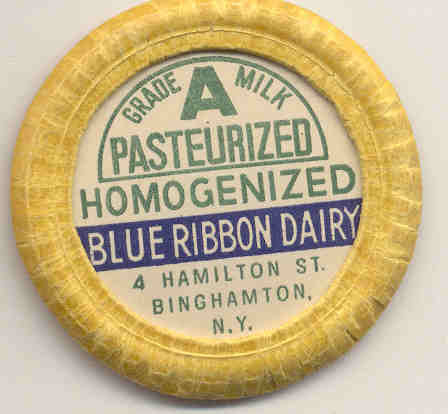 GRADE A MILK
PASTEURIZED
HOMOGENIZED
BLUE RIBBON DAIRY
4 HAMILTON ST.
BINGHAMTON,
N.Y.